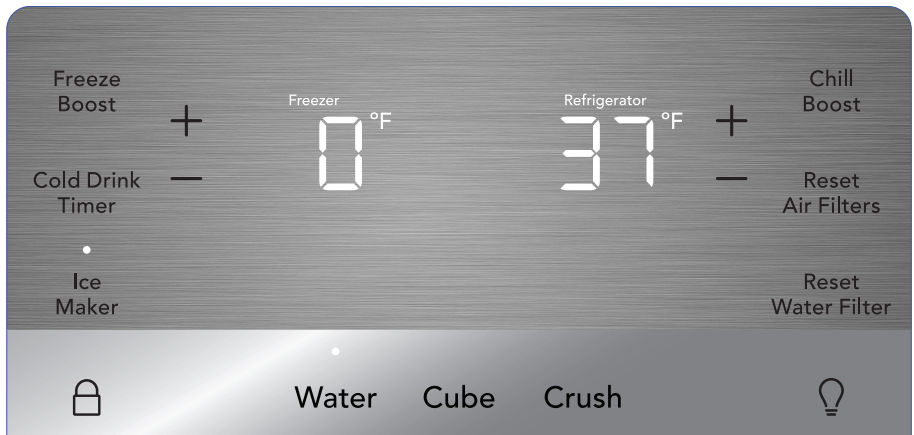 Freeze
Boost
Freezer
0 °F
Refrigerator
37 °F
Chill
Boost
+
+
Cold Drink
Timer
−
−
Reset
Air Filters
Ice
Maker
Reset
Water Filter
Water Cube Crush